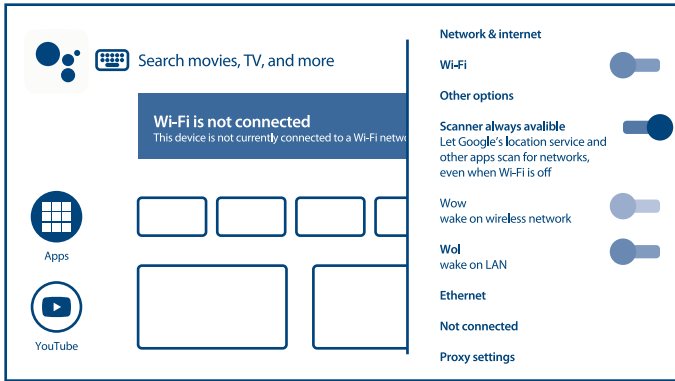 Search movies, TV, and more
Wi-Fi is not connected
This device is not currently connected to a Wi-Fi netwo
Apps
YouTube
Network & internet
Wi-Fi
Other options
Scanner always avalible
Let Google's location service and
other apps scan for networks,
even when Wi-Fi is off
Wow
wake on wireless network
Wol
wake on LAN
Ethernet
Not connected
Proxy settings